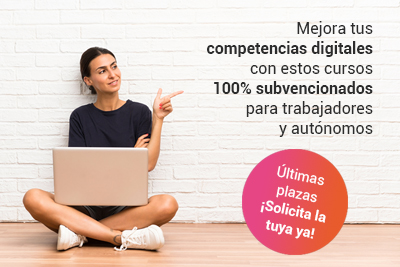 Mejora tus
competencias digitales
con estos cursos
100% subvencionados
para trabajadores
y autónomos
Últimas
plazas
¡Solicita la
tuya ya!